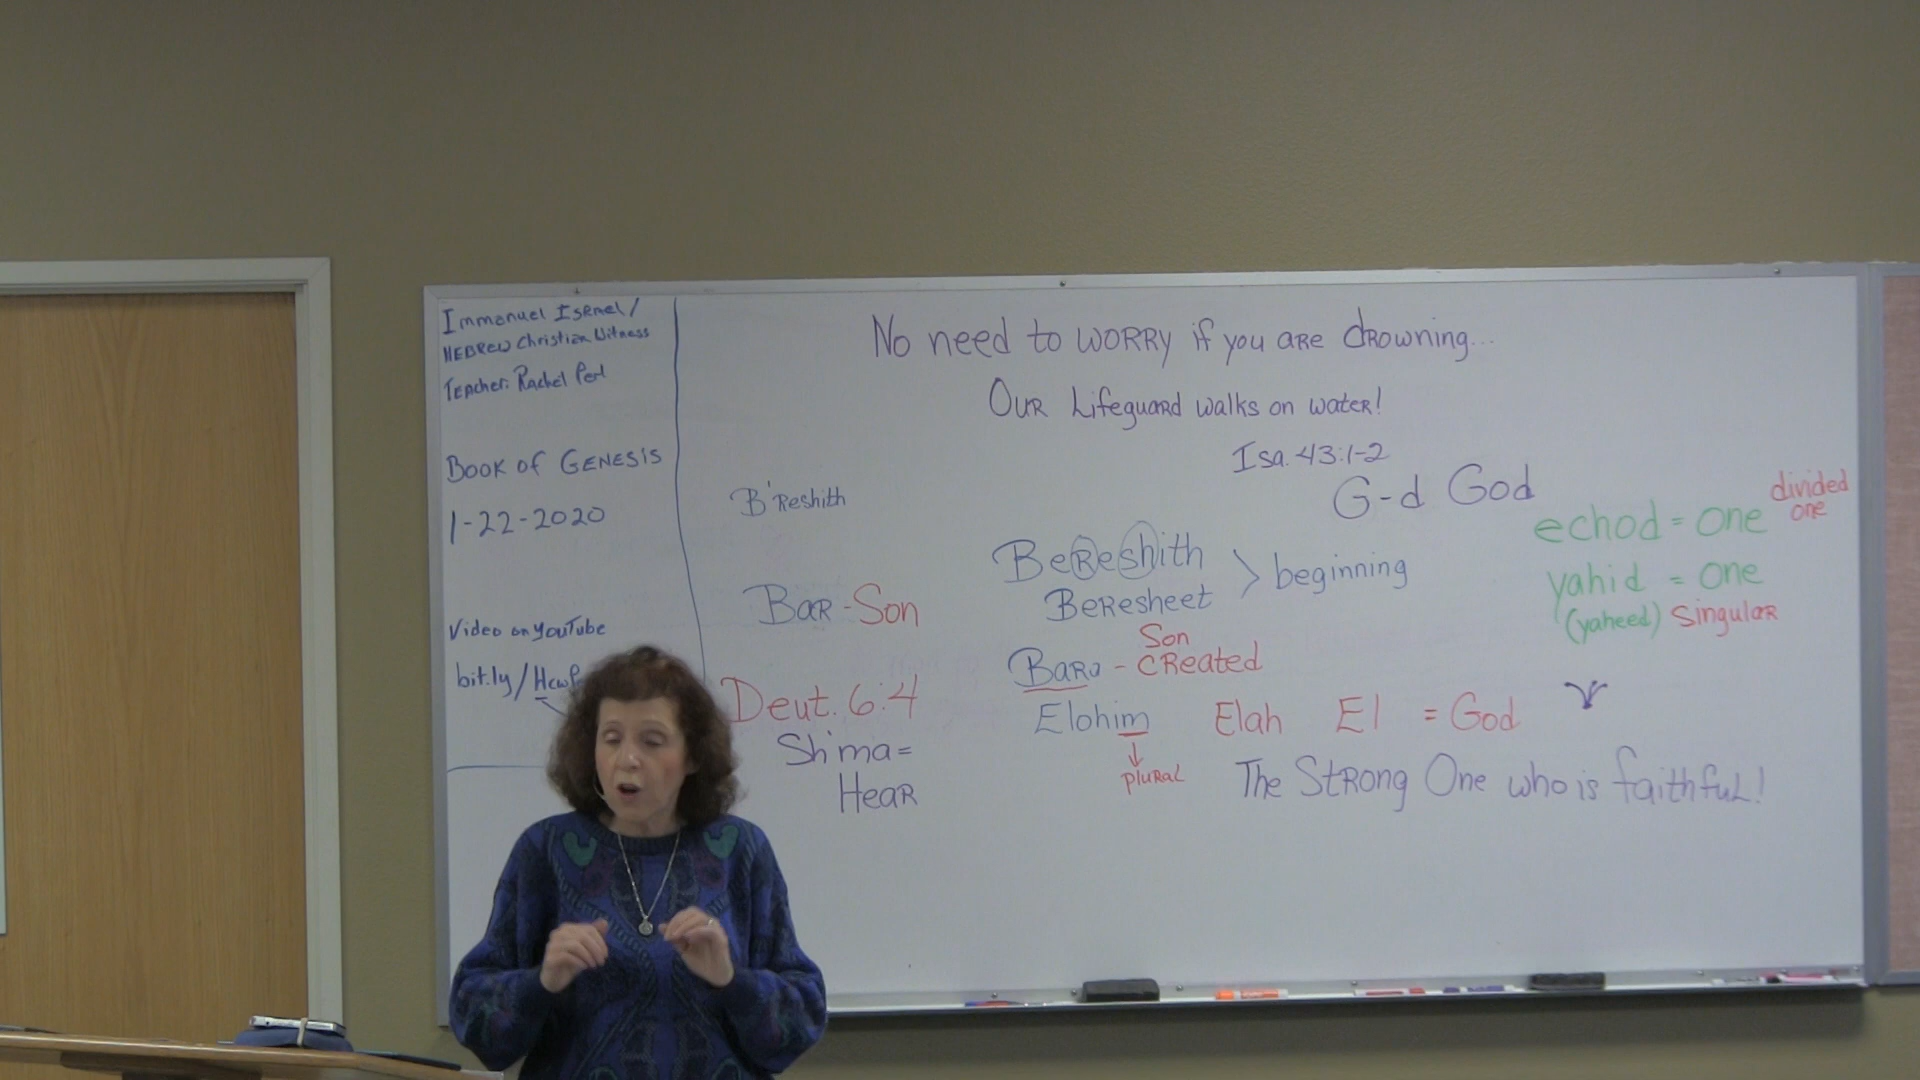 Immanuel Israel/
HEBREW Christian Witness
Teacher: Rachel Perl
BOOK of GENESIS
1-22-2020
Video on YouTube
bit.ly/
No need to WORRY if you are drowning...
Our Lifeguard walks on water!
Isa. 43:1-2
G-d God
B'Reshith
BeReshith
BeResheet > beginning
Bar - Son
Son
Bara - created
Deut. 6:4
Sh'ma =
Hear
Elohim Elah El = God
plural
The Strong One who is faithful!
echod = one divided one
yahid = one
(yaheed) Singular